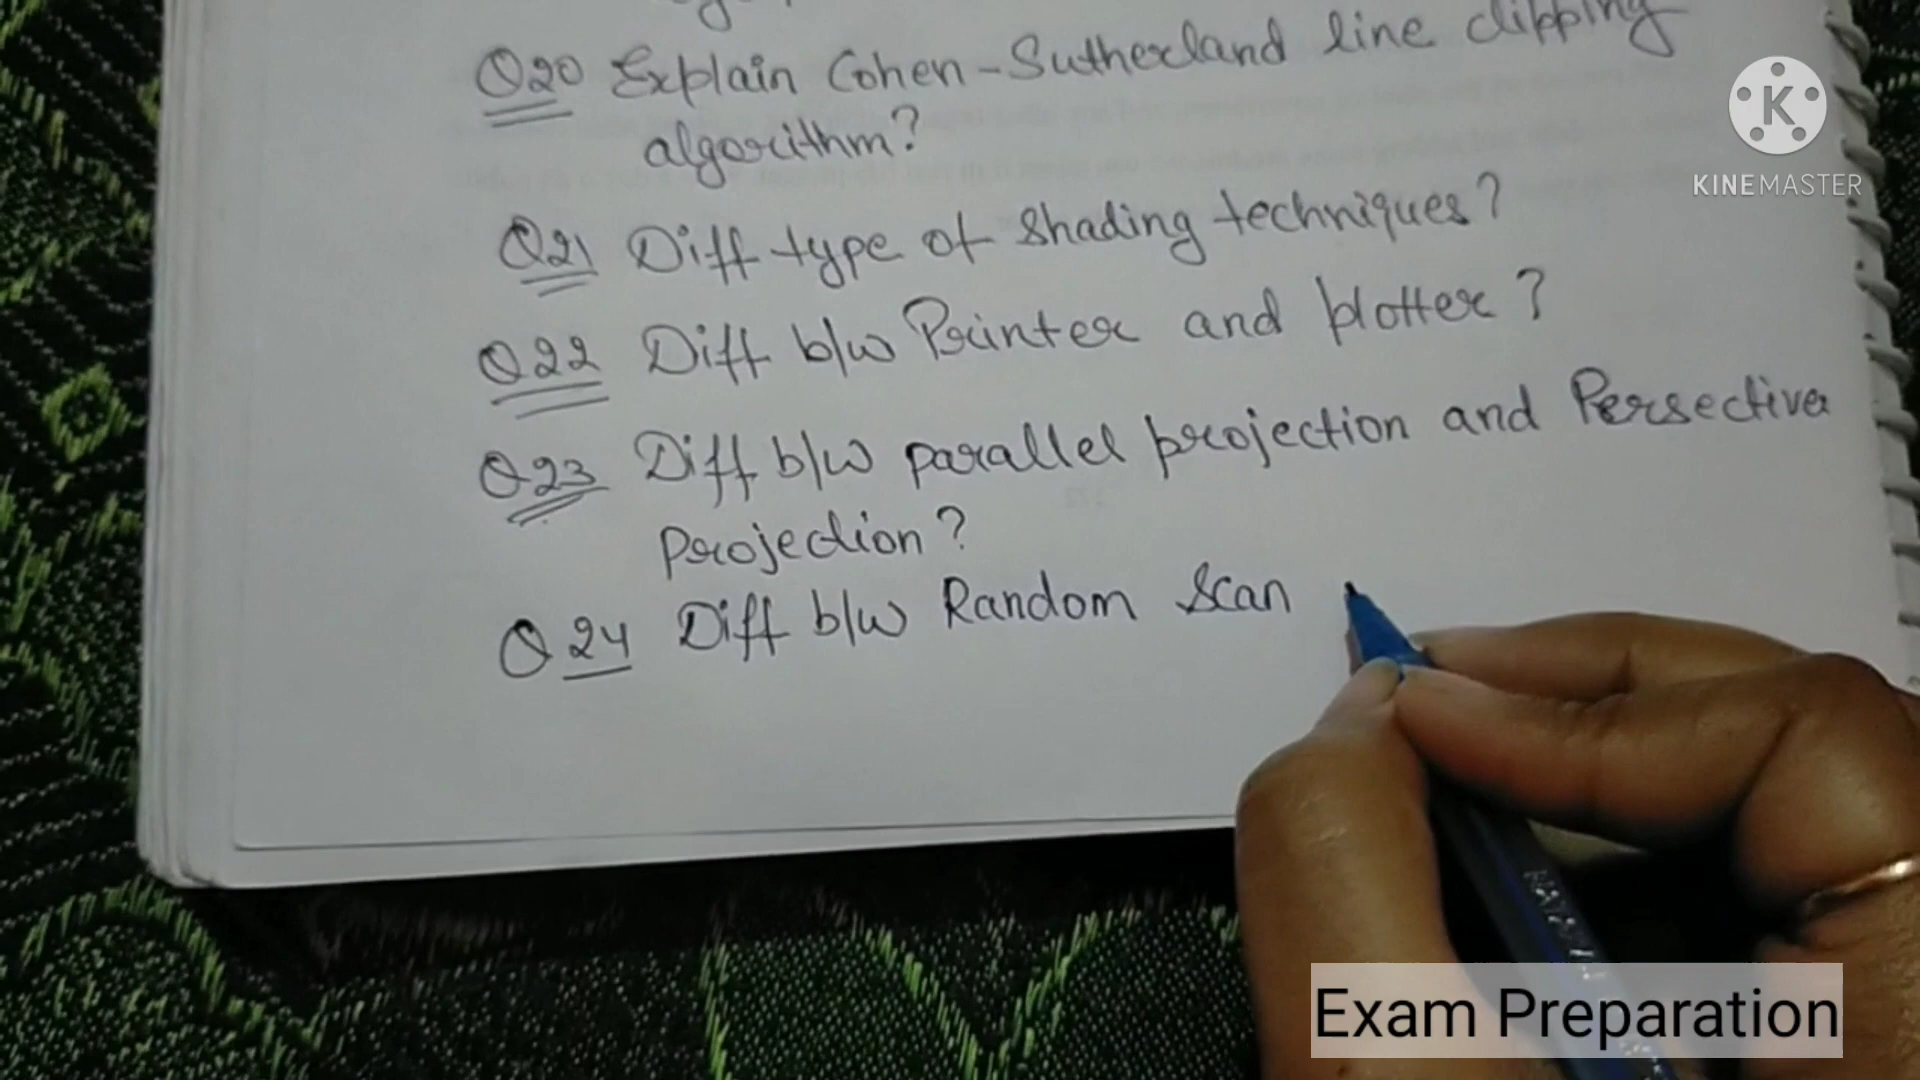 Q20 Explain Cohen-Sutherland line clipping
algorithm?
Q21 Diff type of Shading techniques?
Q22 Diff b/w Printer and plotter?
Q23 Diff b/w parallel projection and Persective
Projection?
Q24 Diff b/w Random Scan
K
KINEMASTER
Exam Preparation